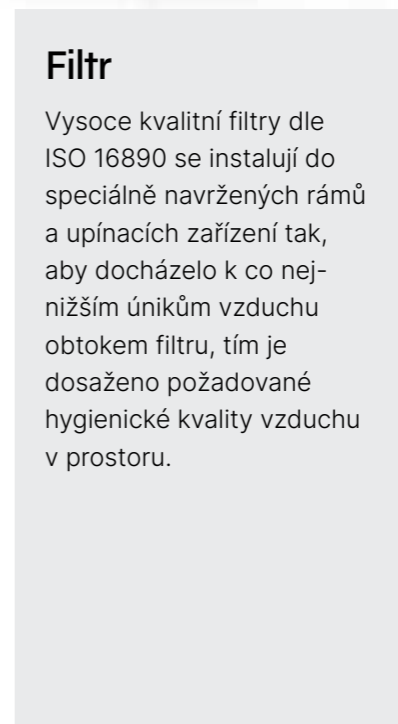 Filtr
Vysoce kvalitní filtry dle
ISO 16890 se instalují do
speciálně navržených rámů
a upínacích zařízení tak,
aby docházelo k co nej-
nižším únikům vzduchu
obtokem filtru, tím je
dosaženo požadované
hygienické kvality vzduchu
v prostoru.